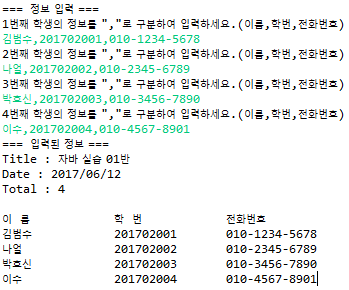 === 정보 입력 ===
1번째 학생의 정보를 ","로 구분하여 입력하세요.(이름,학번,전화번호)
김범수,201702001,010-1234-5678
2번째 학생의 정보를 ","로 구분하여 입력하세요.(이름,학번,전화번호)
나얼,201702002,010-2345-6789
3번째 학생의 정보를 ","로 구분하여 입력하세요.(이름,학번,전화번호)
박효신,201702003,010-3456-7890
4번째 학생의 정보를 ","로 구분하여 입력하세요.(이름,학번,전화번호)
이수,201702004,010-4567-8901
=== 입력된 정보 ===
Title : 자바 실습 01반
Date : 2017/06/12
Total : 4
이 름 학 번 전화번호
김범수 201702001 010-1234-5678
나얼 201702002 010-2345-6789
박효신 201702003 010-3456-7890
이수 201702004 010-4567-8901